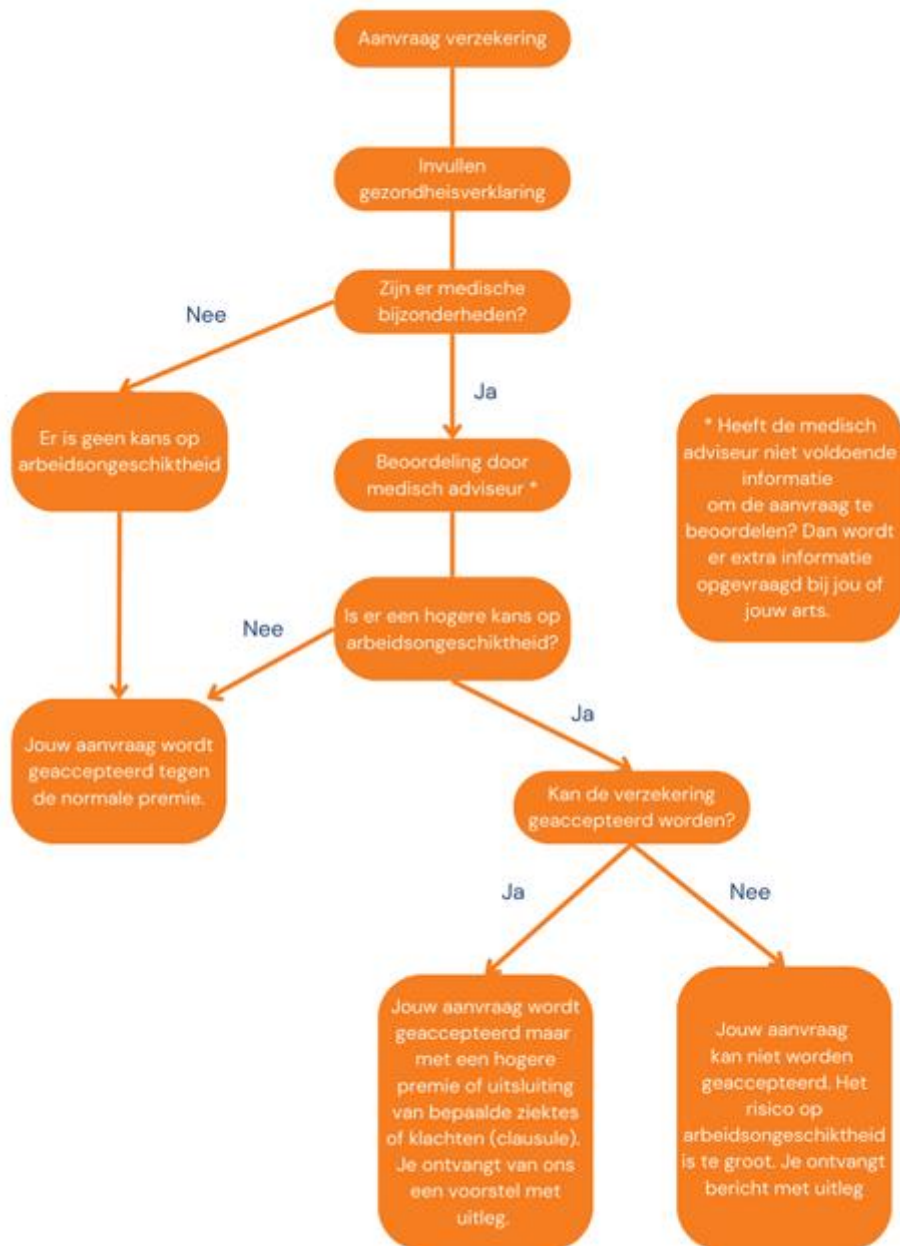 Aanvraag verzekering
Invullen
gezondheisverklaring
Zijn er medische
bijzonderheden?
Nee
Ja
Er is geen kans op
arbeidsongeschiktheid
Beoordeling door
medisch adviseur *
* Heeft de medisch
adviseur niet voldoende
informatie
om de aanvraag te
beoordelen? Dan wordt
er extra informatie
opgevraagd bij jou of
jouw arts.
Is er een hogere kans op
arbeidsongeschiktheid?
Nee
Ja
Jouw aanvraag wordt
geaccepteerd tegen
de normale premie.
Kan de verzekering
geaccepteerd worden?
Ja
Nee
Jouw aanvraag wordt
geaccepteerd maar
met een hogere
premie of uitsluiting
van bepaalde ziektes
of klachten (clausule).
Je ontvangt van ons
een voorstel met
uitleg.
Jouw aanvraag
kan niet worden
geaccepteerd. Het
risico op
arbeidsongeschiktheid
is te groot. Je ontvangt
bericht met uitleg